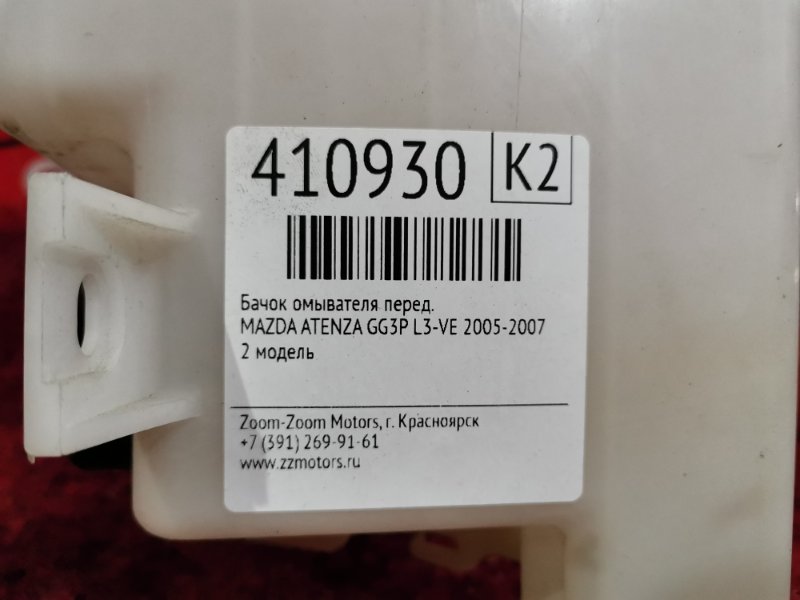 410930 K2
Бачок омывателя перед.
MAZDA ATENZA GG3P L3-VE 2005-2007
2 модель
Zoom-Zoom Motors, г. Красноярск
+7 (391) 269-91-61
www.zzmotors.ru